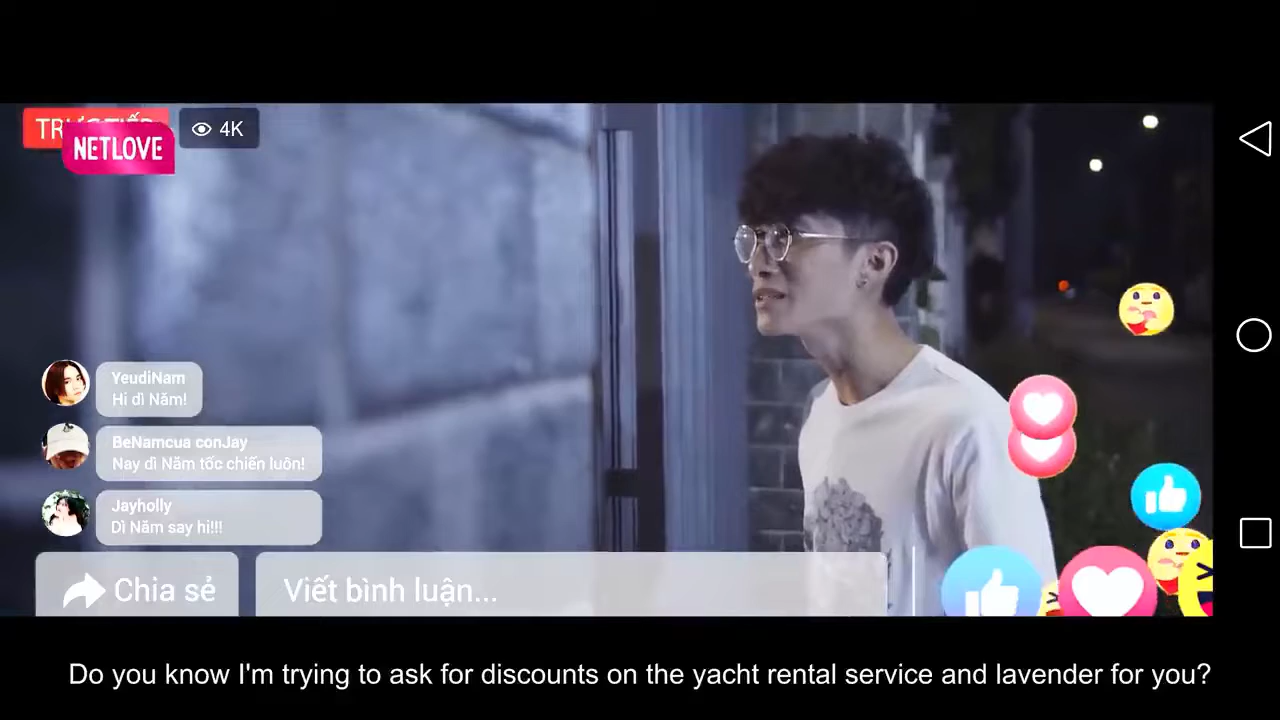 4K
NETLOVE
YeudiNam
Hi dì Năm!
BeNamcua conJay
Nay dì Năm tốc chiến luôn!
Jayholly
Dì Năm say hi!!!
Chia sẻ
Viết bình luận...
Do you know I'm trying to ask for discounts on the yacht rental service and lavender for you?